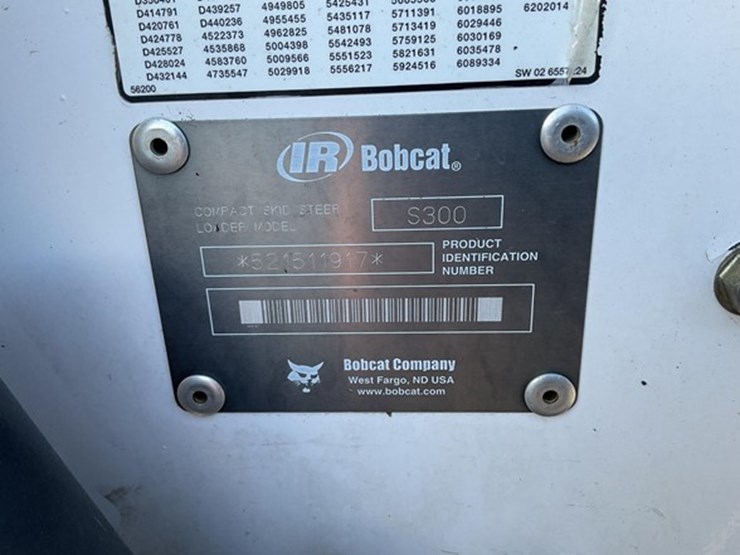 D414791 D439257 4949805 5425431 6018895 6202014
D420761 D440236 4955455 5435117 5711391 6029446
D424778 4522373 4962825 5481078 5713419 6030169
D425527 4535868 5004398 5542493 5759125 6035478
D428024 4583760 5009566 5551523 5821631 6089334
D432144 4735547 5029918 5556217 5924516
56200
SW 02
IR Bobcat®
COMPACT SKID STEER
LOADER MODEL
S300
*521511917*
PRODUCT
IDENTIFICATION
NUMBER
Bobcat Company
West Fargo, ND USA
www.bobcat.com